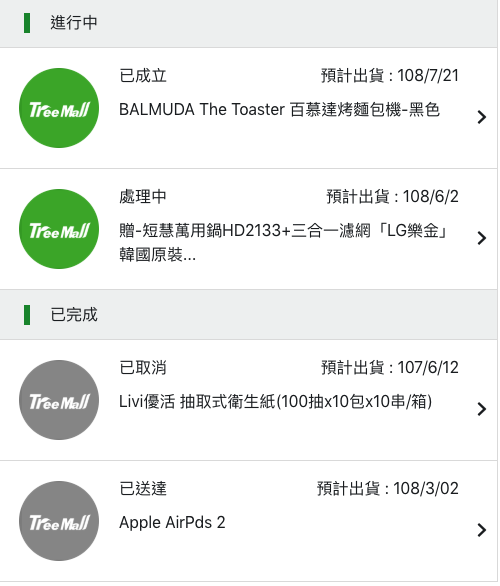 進行中
已成立 預計出貨 : 108/7/21
TreeMall
BALMUDA The Toaster 百慕達烤麵包機-黑色
處理中 預計出貨 : 108/6/2
TreeMall
贈-短慧萬用鍋HD2133+三合一濾網「LG樂金」
韓國原裝...
已完成
已取消 預計出貨 : 107/6/12
TreeMall
Livi優活 抽取式衛生紙(100抽x10包x10串/箱)
已送達 預計出貨 : 108/3/02
TreeMall
Apple AirPds 2